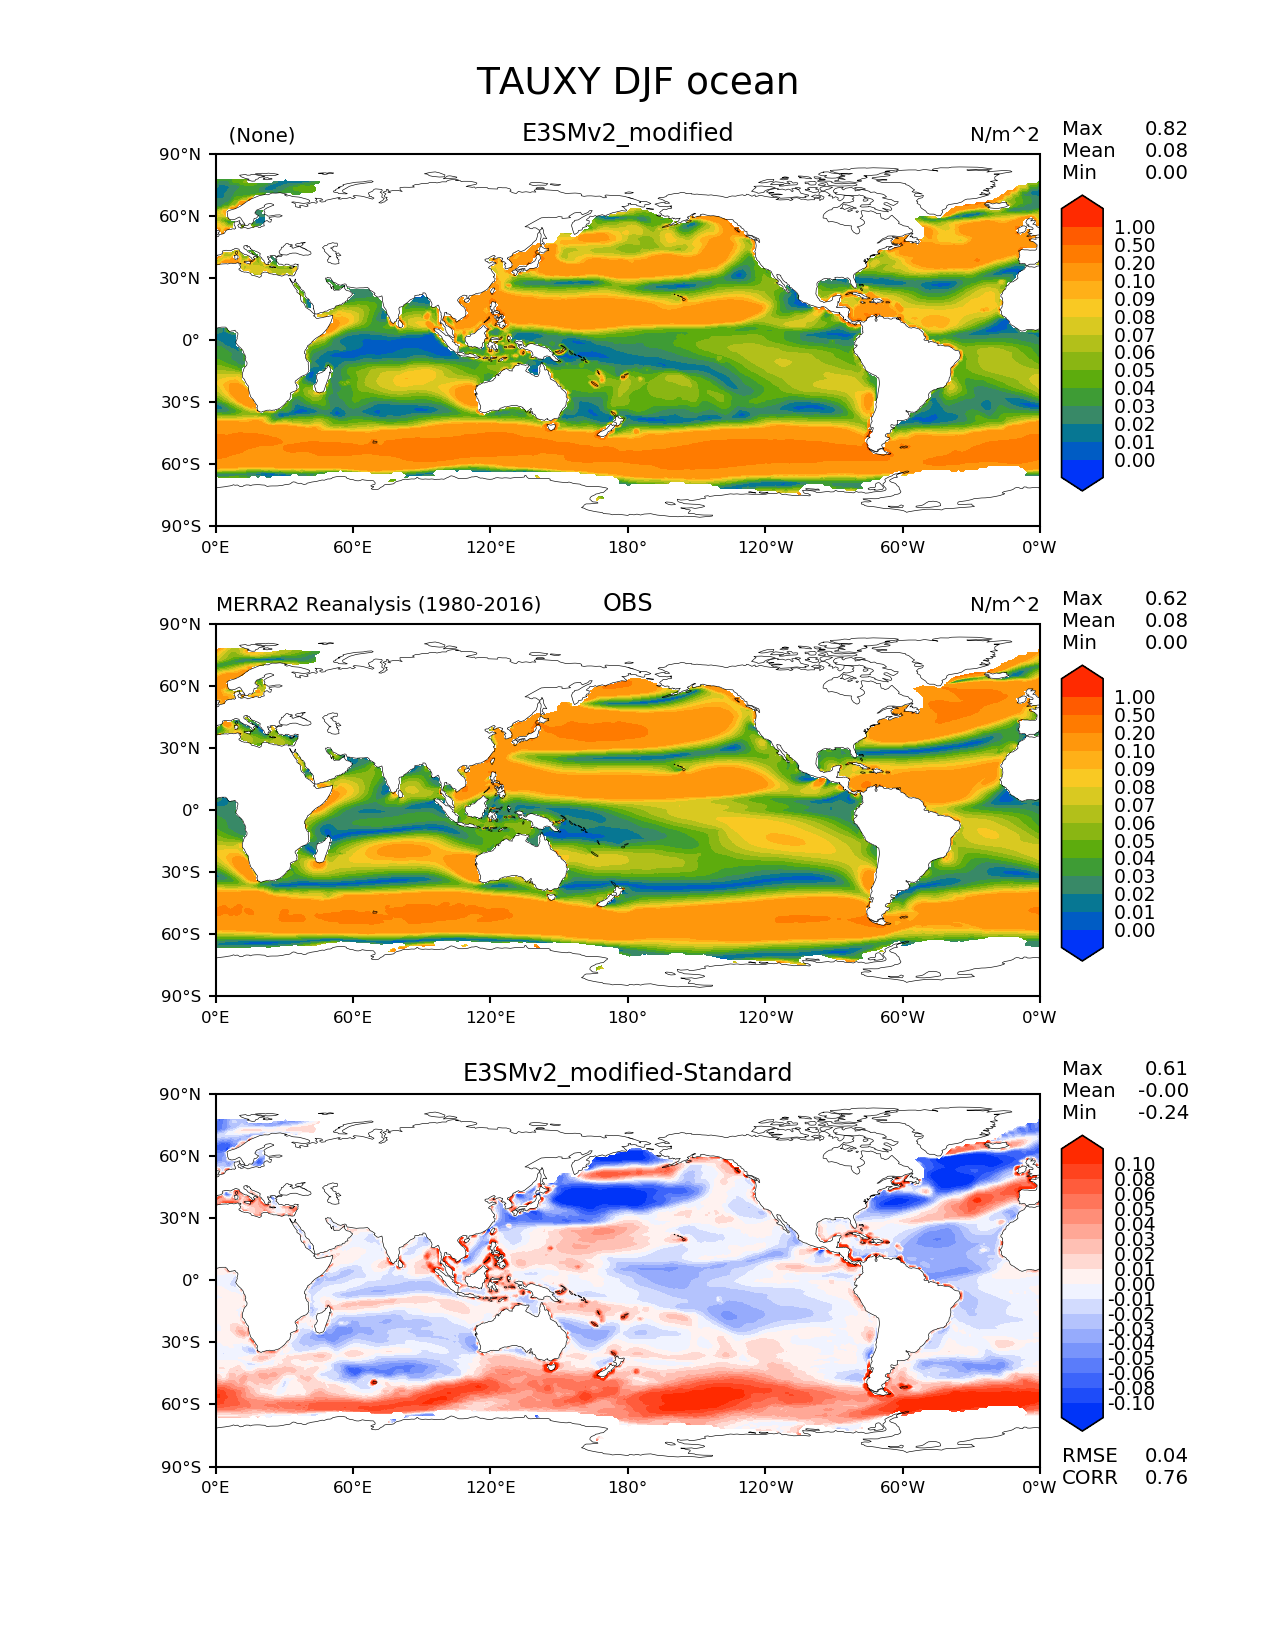 TAUXY DJF ocean
(None) E3SMv2_modified N/m^2
Max 0.82
Mean 0.08
Min 0.00
90°N
60°N
30°N
0°
30°S
60°S
90°S
0°E 60°E 120°E 180° 120°W 60°W 0°W
1.00
0.50
0.20
0.10
0.09
0.08
0.07
0.06
0.05
0.04
0.03
0.02
0.01
0.00
MERRA2 Reanalysis (1980-2016) OBS N/m^2
Max 0.62
Mean 0.08
Min 0.00
90°N
60°N
30°N
0°
30°S
60°S
90°S
0°E 60°E 120°E 180° 120°W 60°W 0°W
1.00
0.50
0.20
0.10
0.09
0.08
0.07
0.06
0.05
0.04
0.03
0.02
0.01
0.00
E3SMv2_modified-Standard
Max 0.61
Mean -0.00
Min -0.24
90°N
60°N
30°N
0°
30°S
60°S
90°S
0°E 60°E 120°E 180° 120°W 60°W 0°W
0.10
0.08
0.06
0.05
0.04
0.03
0.02
0.01
0.00
-0.01
-0.02
-0.03
-0.04
-0.05
-0.06
-0.08
-0.10
RMSE 0.04
CORR 0.76